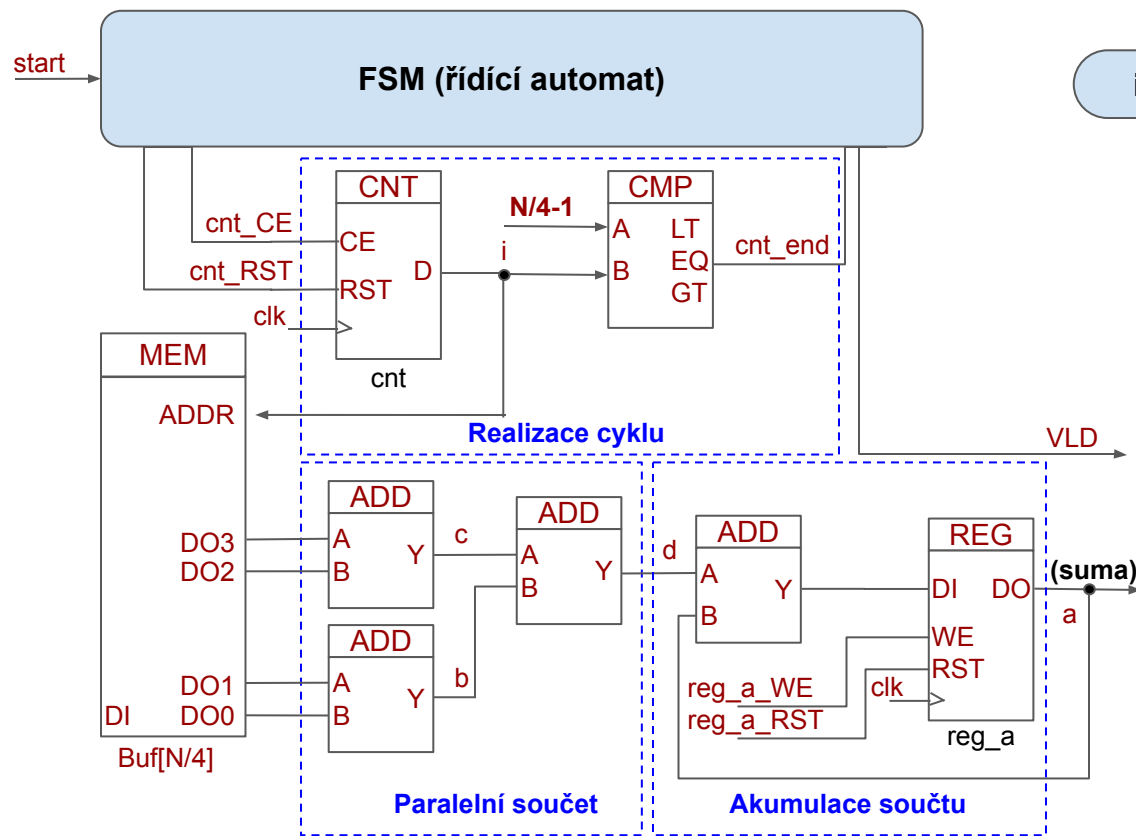 start
FSM (řídící automat)
i
CNT
CMP
cnt_CE
cnt_RST
clk
CE
RST
D
N/4-1
i
A
B
LT
EQ
GT
cnt_end
cnt
MEM
ADDR
Realizace cyklu
VLD
DO3
DO2
DO1
DO0
DI
Buf[N/4]
ADD
A
B
Y
c
ADD
A
B
Y
d
ADD
A
B
Y
b
ADD
A
B
Y
REG
DI
DO
WE
RST
(suma)
a
reg_a_WE
reg_a_RST
clk
reg_a
Paralelní součet
Akumulace součtu